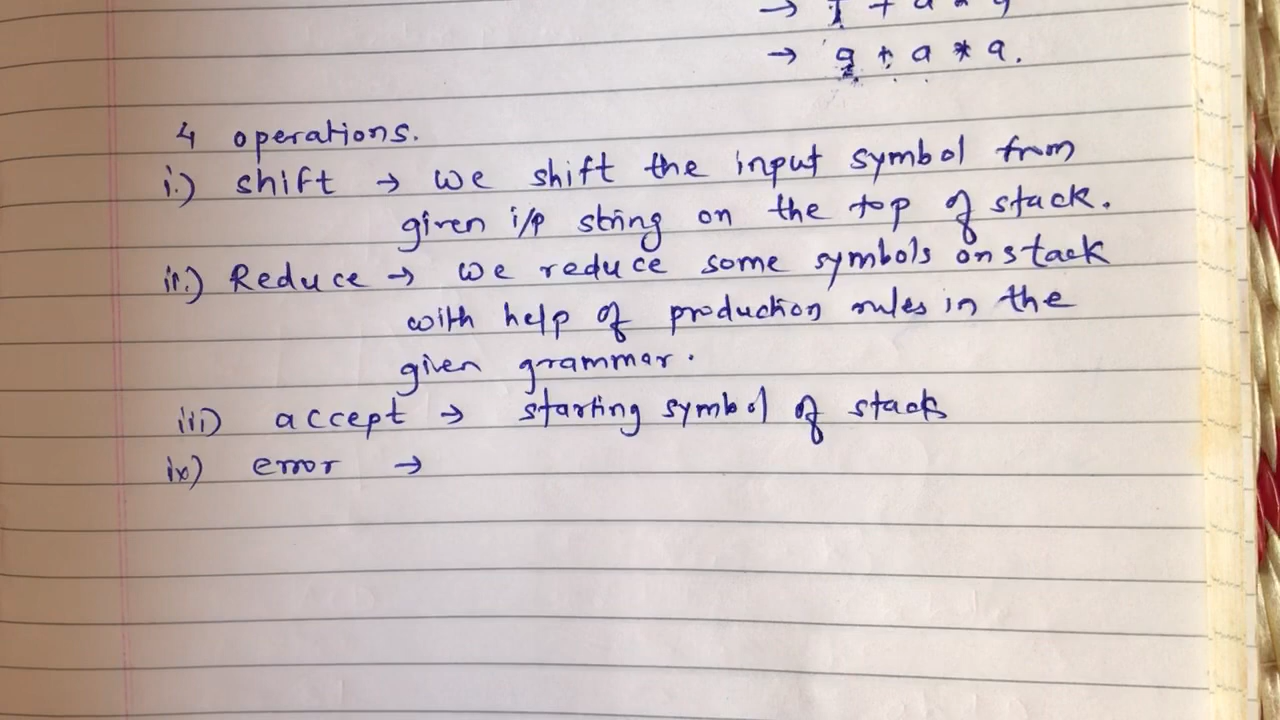 → T + a * a
→ a + a * a.
4 operations.
i.) shift → we shift the input symbol from
given i/p string on the top of stack.
ii.) Reduce → we reduce some symbols on stack
with help of production rules in the
given grammar.
iii) accept → starting symbol of stack
iv) error →